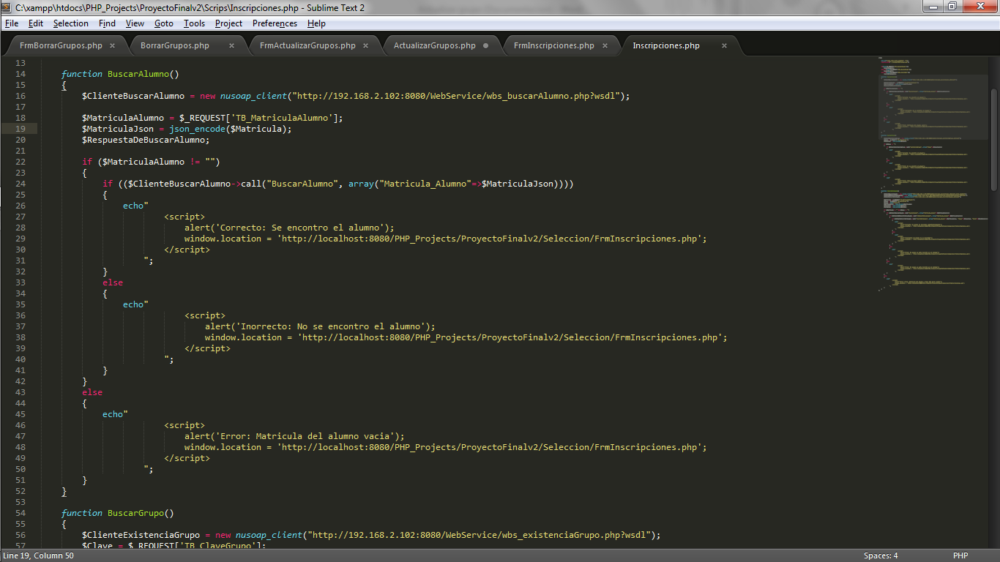 C:\xampp\htdocs\PHP_Projects\ProyectoFinalv2\Scrips\Inscripciones.php - Sublime Text 2
File Edit Selection Find View Goto Tools Project Preferences Help
FrmBorrarGrupos.php × BorrarGrupos.php × FrmActualizarGrupos.php × ActualizarGrupos.php ● FrmInscripciones.php × Inscripciones.php ×
13
14 function BuscarAlumno()
15 {
16 $ClienteBuscarAlumno = new nusoap_client("http://192.168.2.102:8080/WebService/wbs_buscarAlumno.php?wsdl");
17
18 $MatriculaAlumno = $_REQUEST['TB_MatriculaAlumno'];
19 $MatriculaJson = json_encode($Matricula);
20 $RespuestaDeBuscarAlumno;
21
22 if ($MatriculaAlumno != "")
23 {
24 if (($ClienteBuscarAlumno->call("BuscarAlumno", array("Matricula_Alumno"=>$MatriculaJson))))
25 {
26 echo"
27 <script>
28 alert('Correcto: Se encontro el alumno');
29 window.location = 'http://localhost:8080/PHP_Projects/ProyectoFinalv2/Seleccion/FrmInscripciones.php';
30 </script>
31 ";
32 }
33 else
34 {
35 echo"
36 <script>
37 alert('Inorrecto: No se encontro el alumno');
38 window.location = 'http://localhost:8080/PHP_Projects/ProyectoFinalv2/Seleccion/FrmInscripciones.php';
39 </script>
40 ";
41 }
42 }
43 else
44 {
45 echo"
46 <script>
47 alert('Error: Matricula del alumno vacia');
48 window.location = 'http://localhost:8080/PHP_Projects/ProyectoFinalv2/Seleccion/FrmInscripciones.php';
49 </script>
50 ";
51 }
52 }
53
54 function BuscarGrupo()
55 {
56 $ClienteExistenciaGrupo = new nusoap_client("http://192.168.2.102:8080/WebService/wbs_existenciaGrupo.php?wsdl");
57 $Clave = $_REQUEST['TB_ClaveGrupo'];
Line 19, Column 50 Spaces: 4 PHP